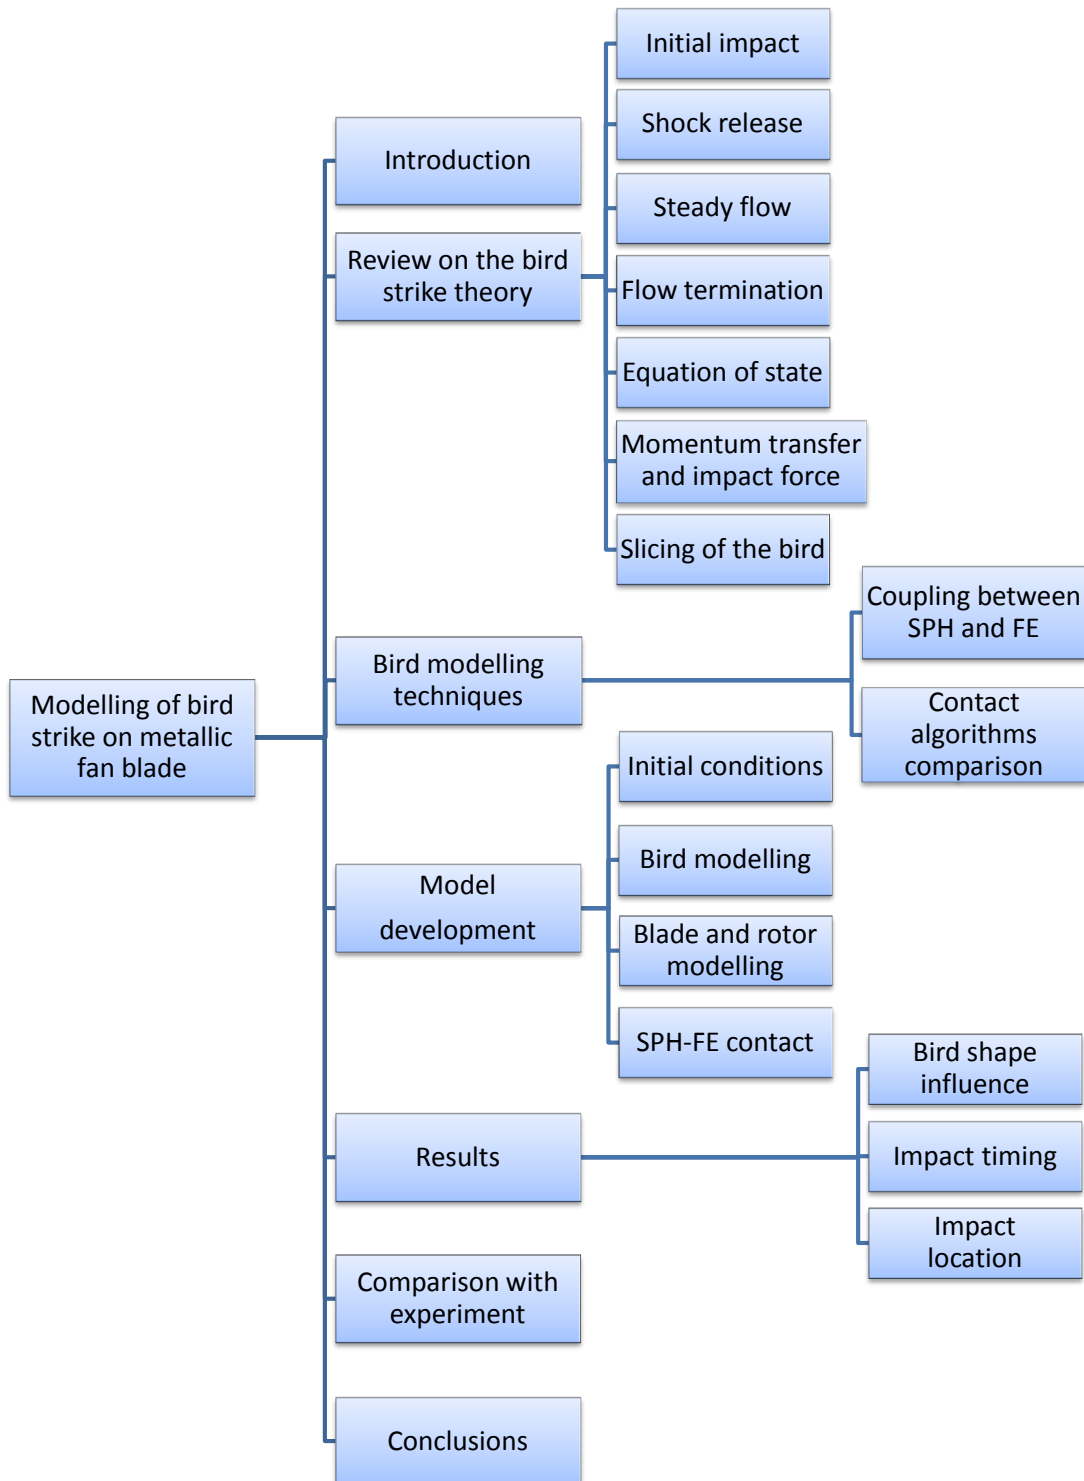 Modelling of bird
strike on metallic
fan blade
Introduction
Review on the bird
strike theory
Initial impact
Shock release
Steady flow
Flow termination
Equation of state
Momentum transfer
and impact force
Slicing of the bird
Bird modelling
techniques
Coupling between
SPH and FE
Contact
algorithms
comparison
Model
development
Initial conditions
Bird modelling
Blade and rotor
modelling
SPH-FE contact
Results
Bird shape
influence
Impact timing
Impact
location
Comparison with
experiment
Conclusions